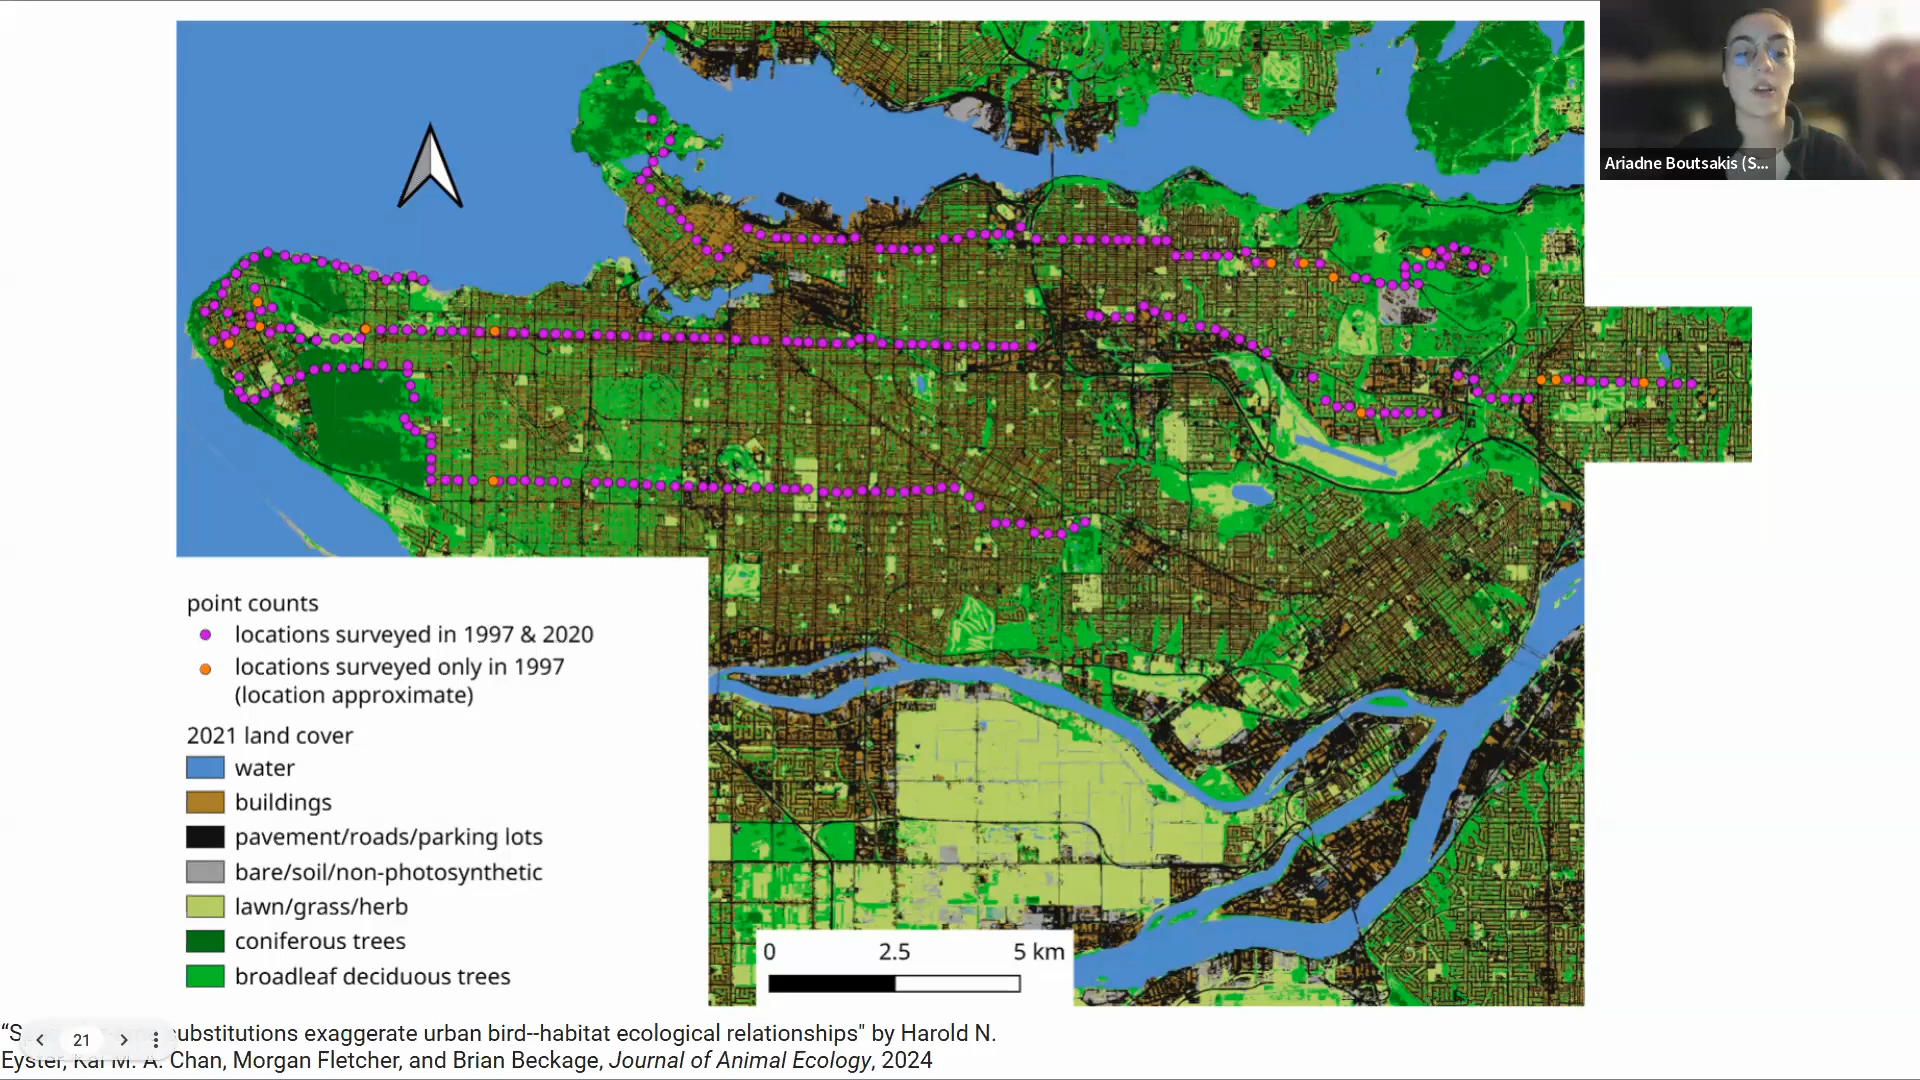 Ariadne Boutsakis (S...
point counts
locations surveyed in 1997 & 2020
locations surveyed only in 1997
(location approximate)
2021 land cover
water
buildings
pavement/roads/parking lots
bare/soil/non-photosynthetic
lawn/grass/herb
coniferous trees
broadleaf deciduous trees
0 2.5 5 km
“S substitutions exaggerate urban bird--habitat ecological relationships" by Harold N.
21
Eyster, Kai M. A. Chan, Morgan Fletcher, and Brian Beckage, Journal of Animal Ecology, 2024